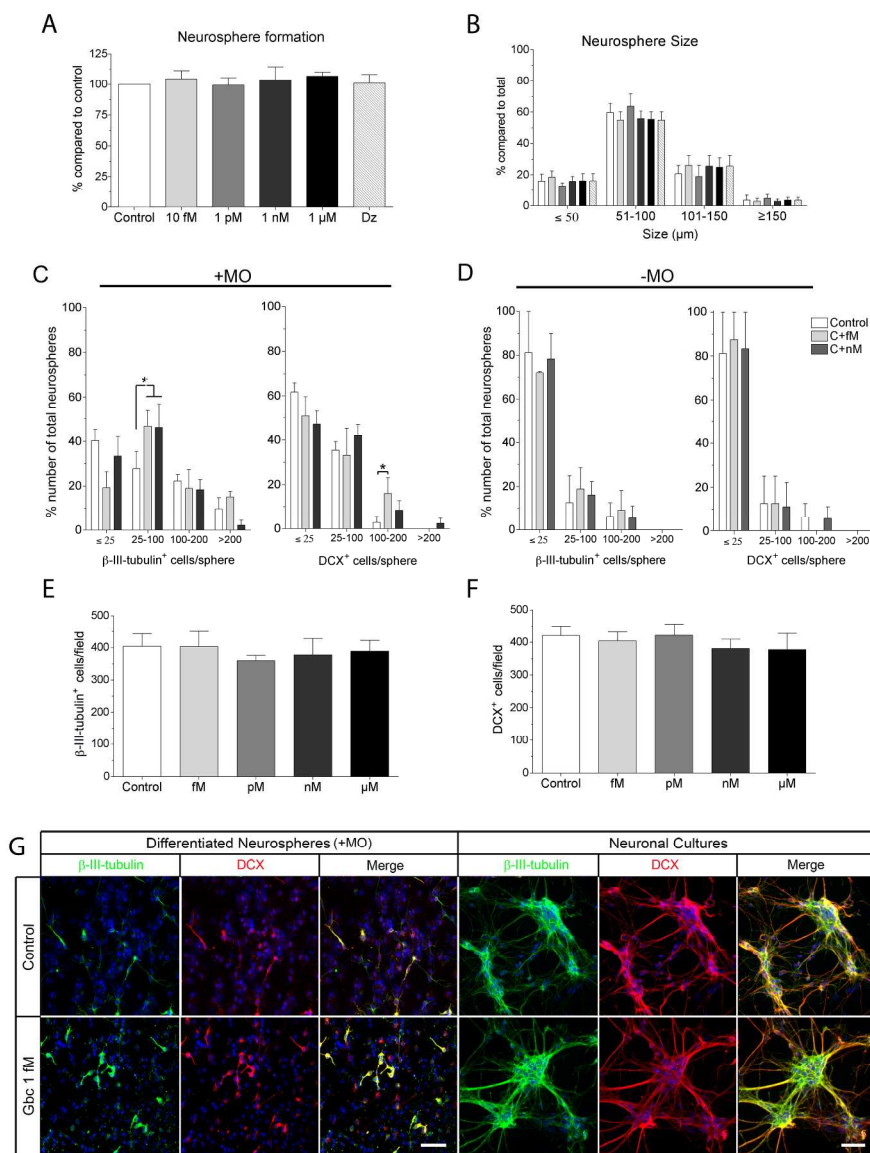 A
Neurosphere formation
% compared to control
125
100
75
50
25
0
Control 10 fM 1 pM 1 nM 1 µM Dz
B
Neurosphere Size
% compared to total
100
80
60
40
20
0
≤ 50 51-100 101-150 ≥150
Size (µm)
C
+MO
% number of total neurospheres
100
80
60
40
20
0
*
≤ 25 25-100 100-200 >200
β-III-tubulin⁺ cells/sphere
100
80
60
40
20
0
*
≤ 25 25-100 100-200 >200
DCX⁺ cells/sphere
D
-MO
% number of total neurospheres
100
80
60
40
20
0
≤ 25 25-100 100-200 >200
β-III-tubulin⁺ cells/sphere
100
80
60
40
20
0
≤ 25 25-100 100-200 >200
DCX⁺ cells/sphere
Control
C+fM
C+nM
E
β-III-tubulin⁺ cells/field
500
400
300
200
100
0
Control fM pM nM µM
F
DCX⁺ cells/field
500
400
300
200
100
0
Control fM pM nM µM
G
Differentiated Neurospheres (+MO) Neuronal Cultures
β-III-tubulin DCX Merge β-III-tubulin DCX Merge
Control
Gbc 1 fM